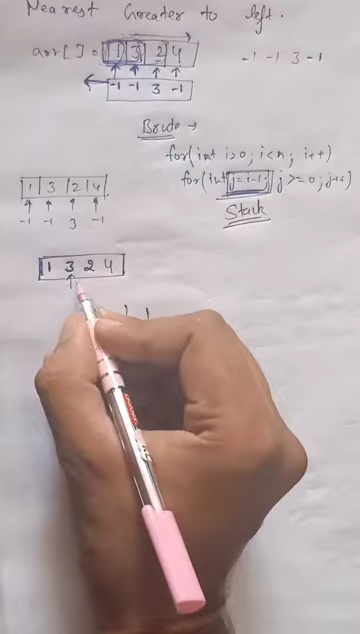 Nearest Greater to left.
arr[] = 1 3 2 4
-1 -1 3 -1
-1 -1 3 -1
Brute →
for(int i=0; i<n; i++)
for(int j=i-1; j>=0; j++)
Stack
1 3 2 4
-1 -1 3 -1
1 3 2 4